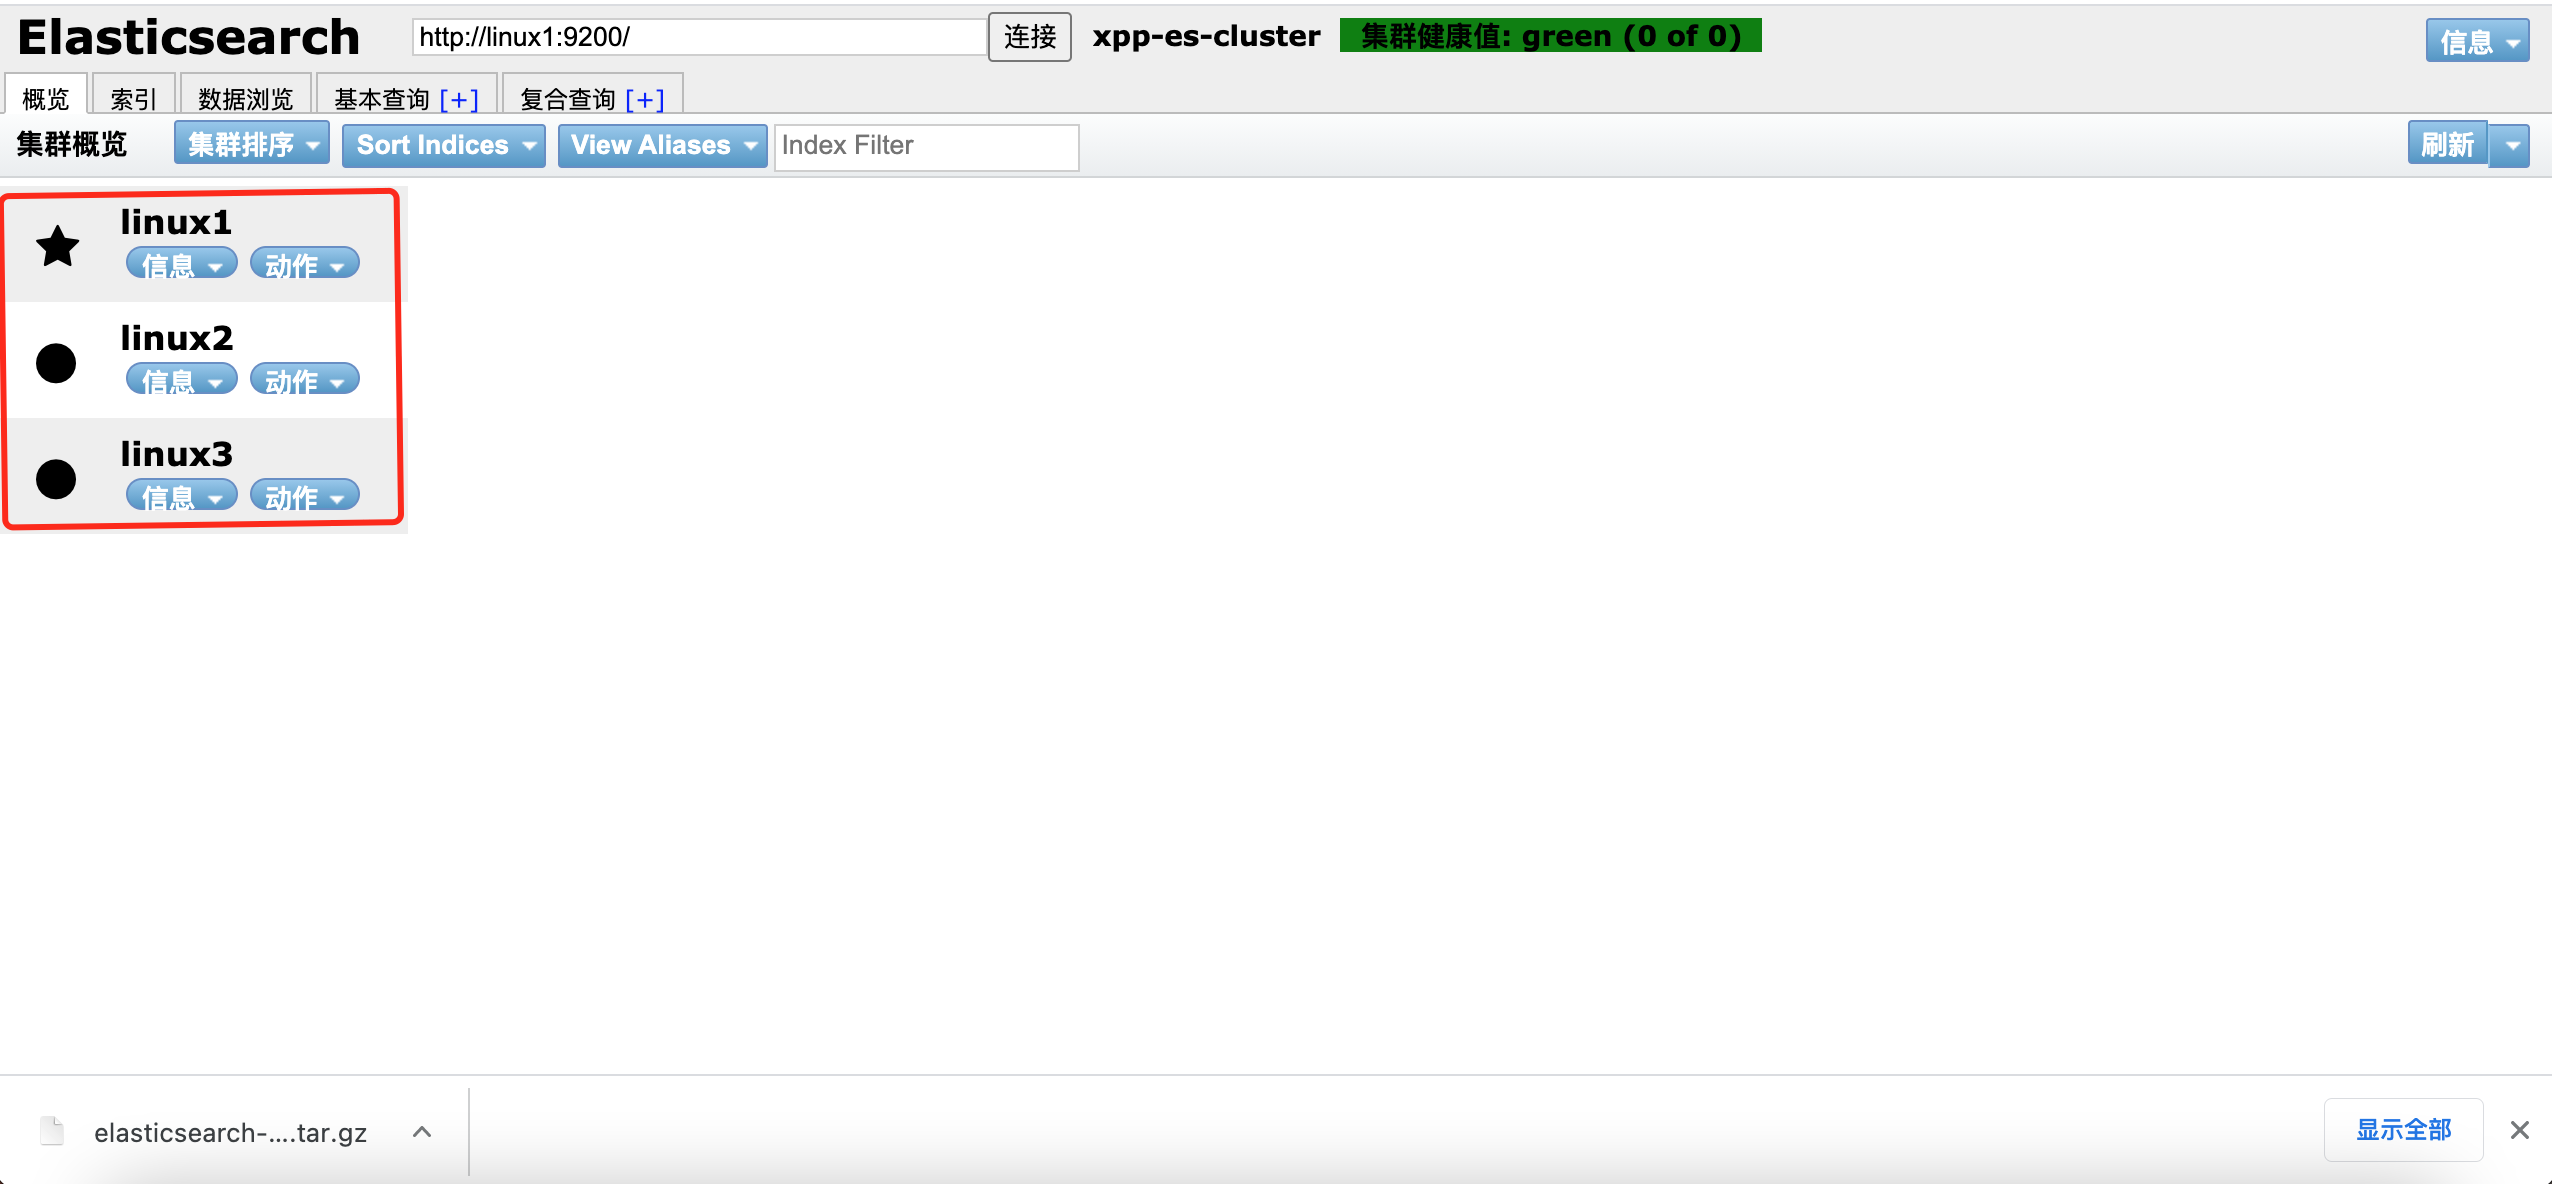 Elasticsearch http://linux1:9200/ 连接 xpp-es-cluster 集群健康值: green (0 of 0) 信息
概览 索引 数据浏览 基本查询 [+] 复合查询 [+]
集群概览 集群排序 Sort Indices View Aliases Index Filter 刷新
linux1
信息 动作
linux2
信息 动作
linux3
信息 动作
elasticsearch-....tar.gz 显示全部